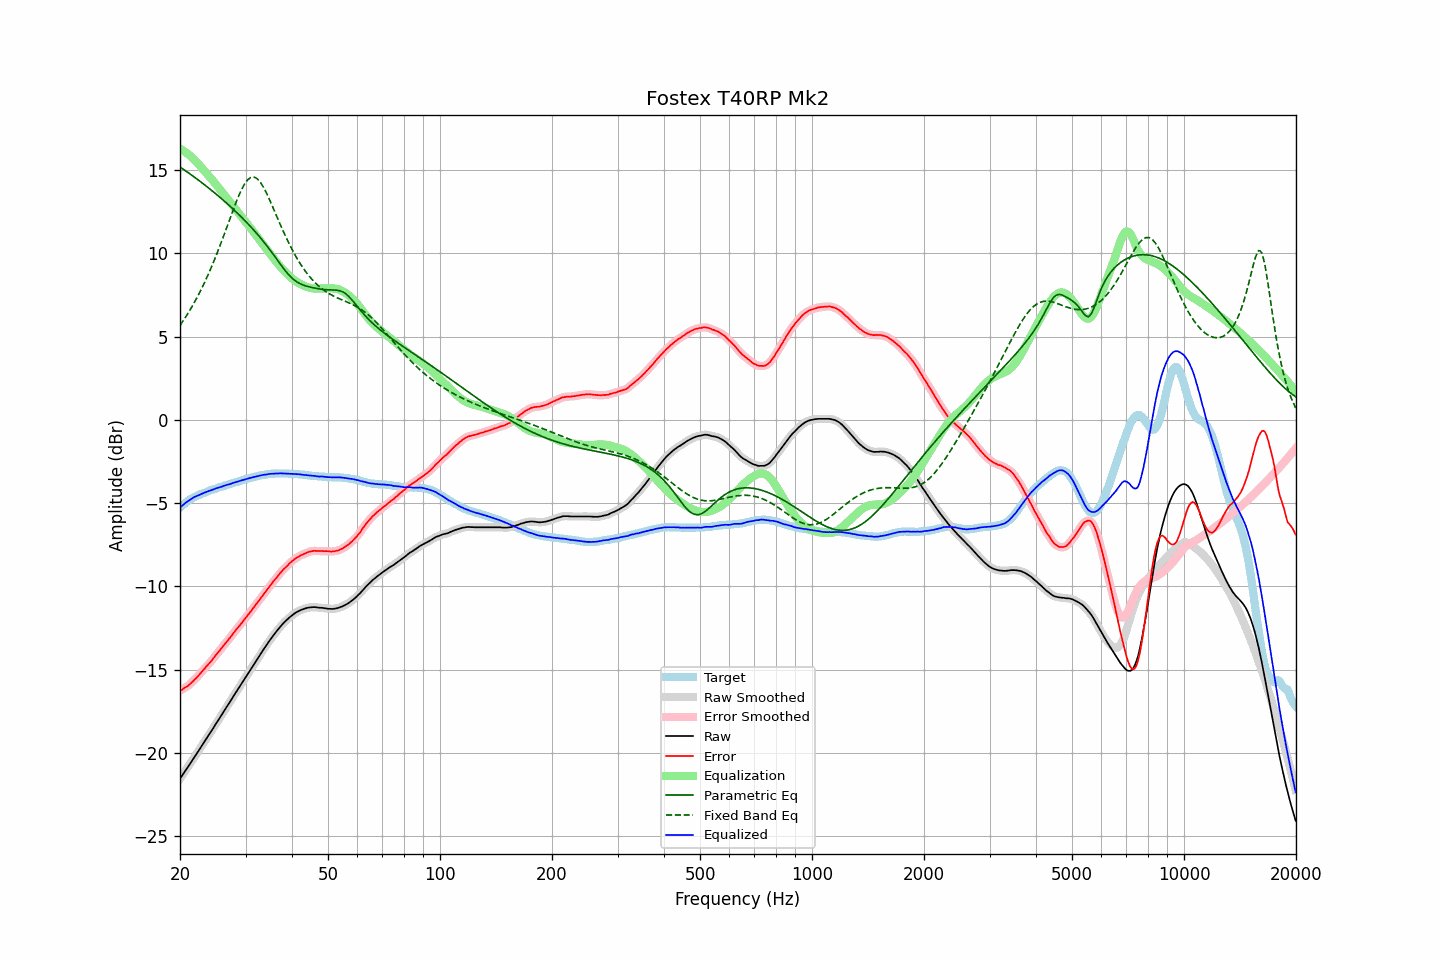 Fostex T40RP Mk2
Amplitude (dBr)
15
10
5
0
−5
−10
−15
−20
−25
Target
Raw Smoothed
Error Smoothed
Raw
Error
Equalization
Parametric Eq
Fixed Band Eq
Equalized
20 50 100 200 500 1000 2000 5000 10000 20000
Frequency (Hz)